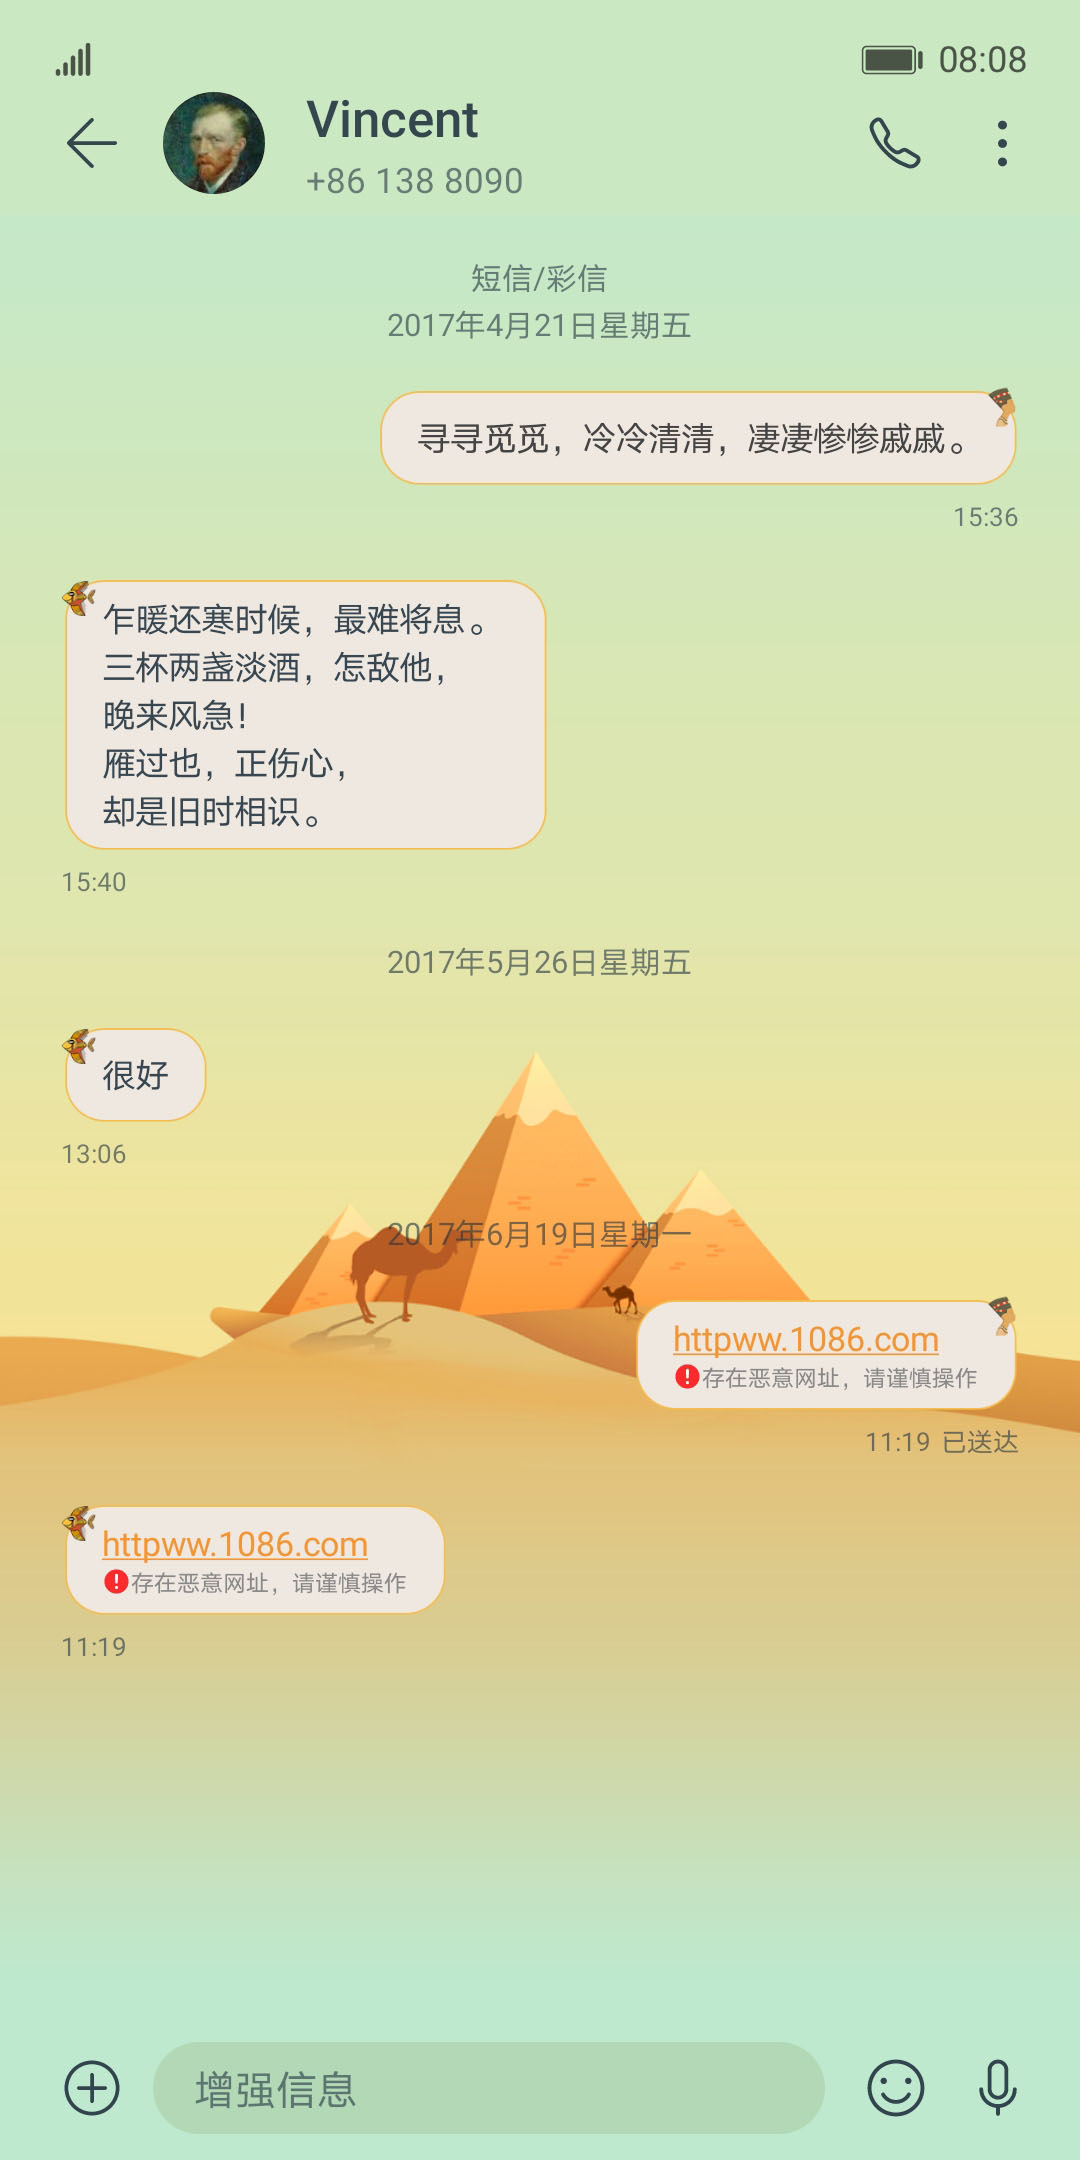 08:08
Vincent
+86 138 8090
短信/彩信
2017年4月21日星期五
寻寻觅觅，冷冷清清，凄凄惨惨戚戚。
15:36
乍暖还寒时候，最难将息。
三杯两盏淡酒，怎敌他，
晚来风急！
雁过也，正伤心，
却是旧时相识。
15:40
2017年5月26日星期五
很好
13:06
2017年6月19日星期一
httpww.1086.com
存在恶意网址，请谨慎操作
11:19 已送达
httpww.1086.com
存在恶意网址，请谨慎操作
11:19
增强信息